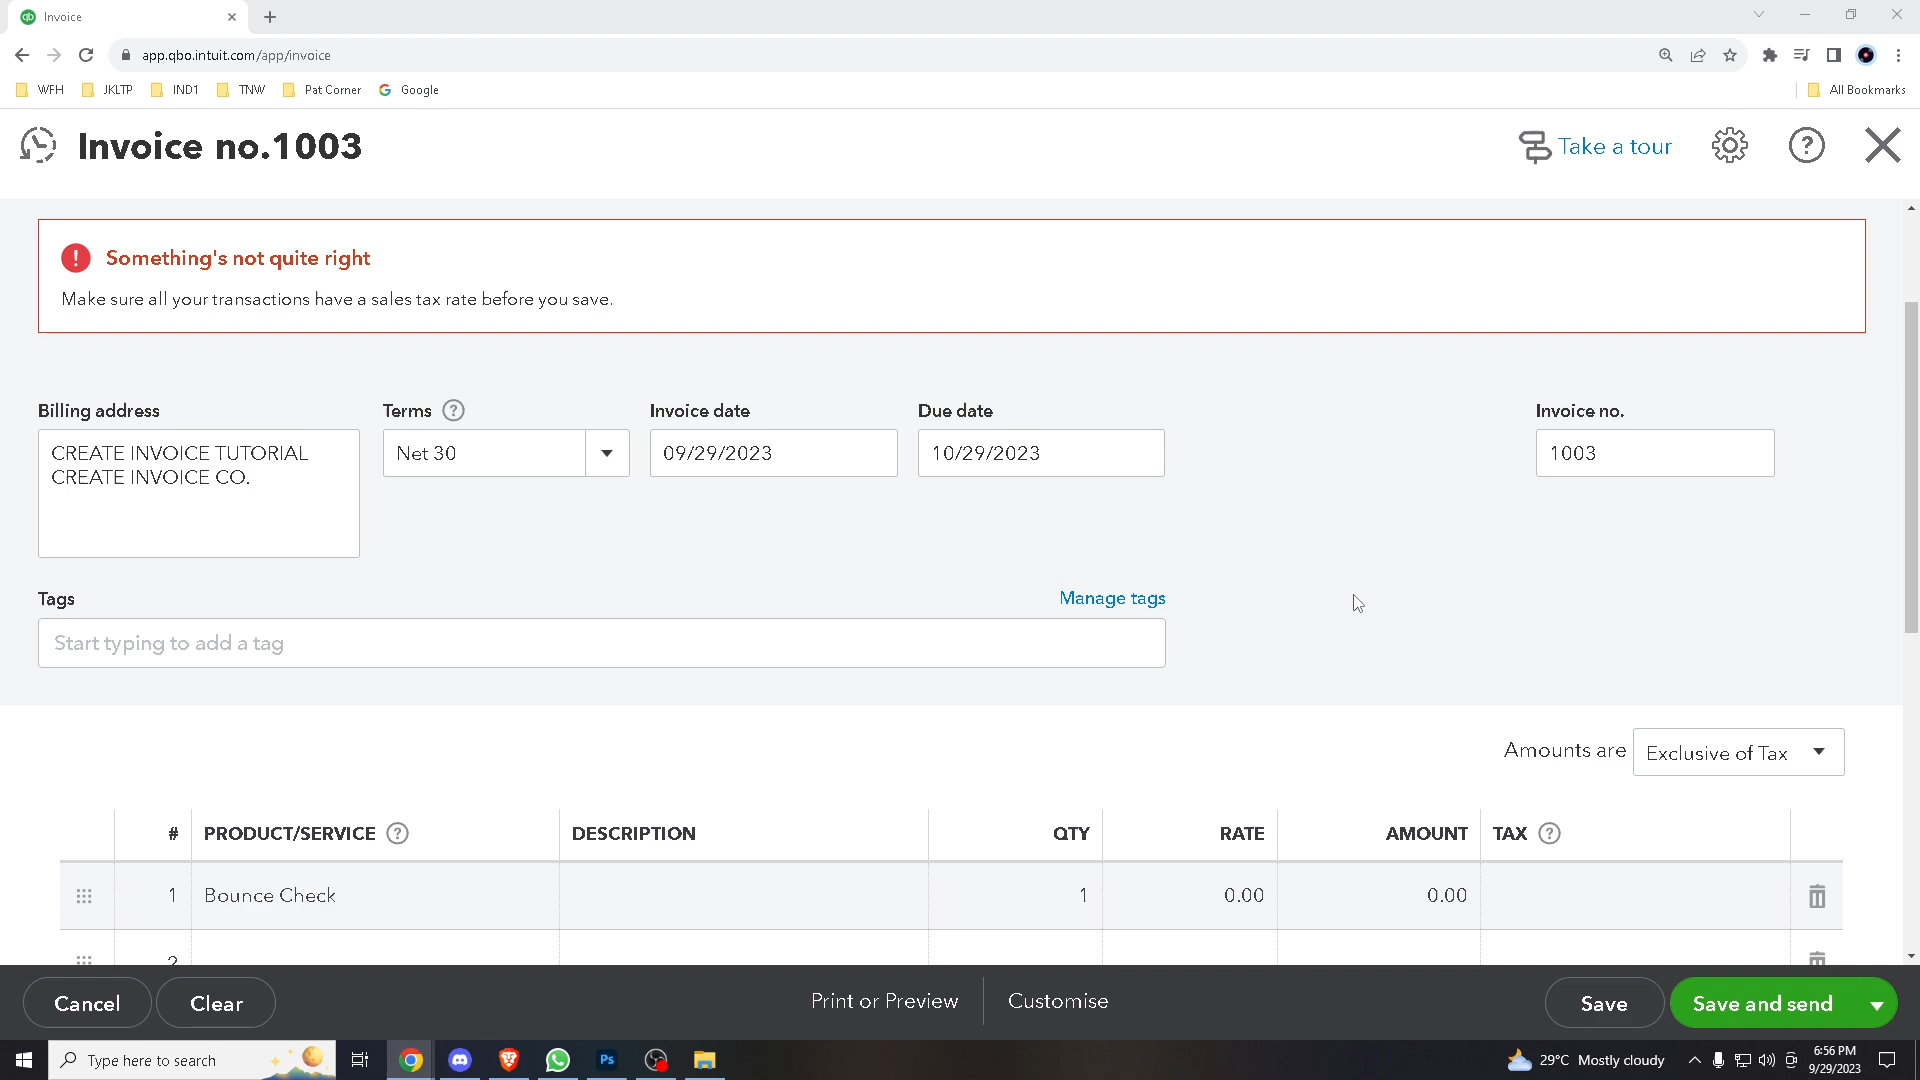 Invoice
app.qbo.intuit.com/app/invoice
WFH JKLTP IND1 TNW Pat Corner Google All Bookmarks
Invoice no.1003 Take a tour
Something's not quite right
Make sure all your transactions have a sales tax rate before you save.
Billing address Terms Invoice date Due date Invoice no.
CREATE INVOICE TUTORIAL Net 30 09/29/2023 10/29/2023 1003
CREATE INVOICE CO.
Tags Manage tags
Start typing to add a tag
Amounts are Exclusive of Tax
# PRODUCT/SERVICE DESCRIPTION QTY RATE AMOUNT TAX
1 Bounce Check 1 0.00 0.00
2
Cancel Clear Print or Preview Customise Save Save and send
Type here to search Ps 29°C Mostly cloudy 6:56 PM
9/29/2023